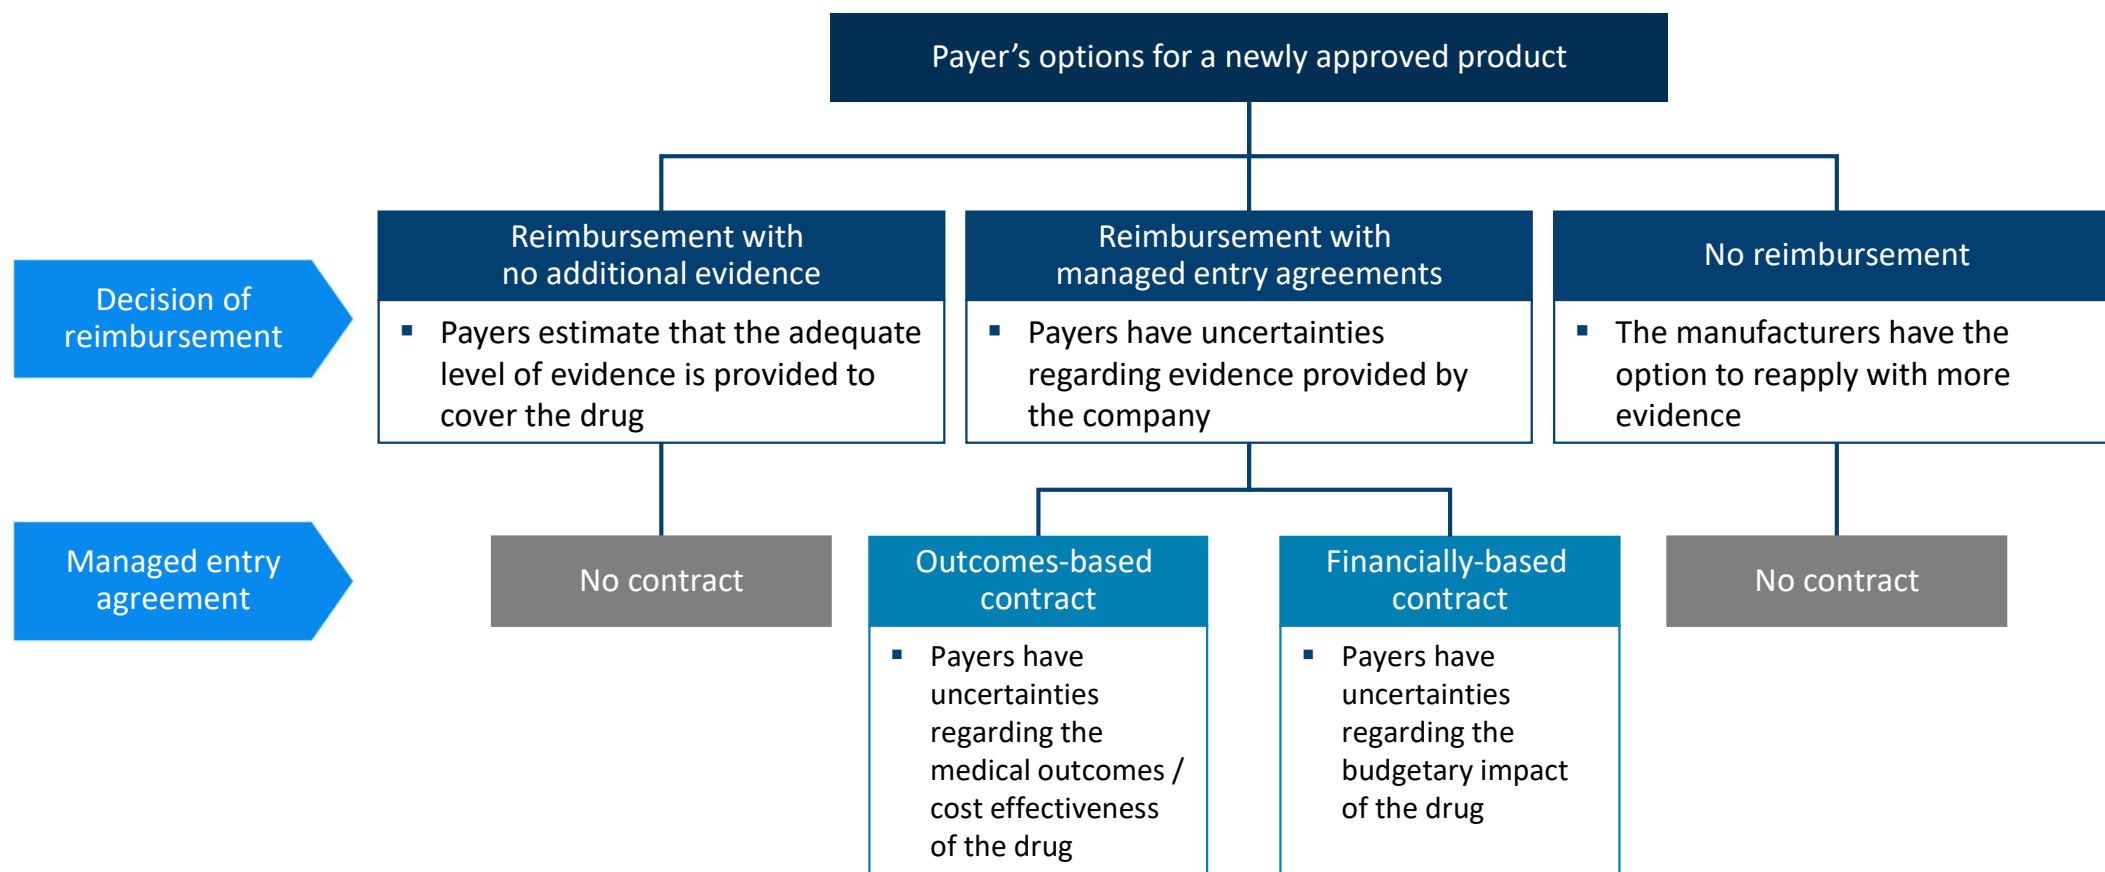 Payer’s options for a newly approved product
Decision of
reimbursement
Reimbursement with
no additional evidence
▪ Payers estimate that the adequate
level of evidence is provided to
cover the drug
Reimbursement with
managed entry agreements
▪ Payers have uncertainties
regarding evidence provided by
the company
No reimbursement
▪ The manufacturers have the
option to reapply with more
evidence
Managed entry
agreement
No contract
Outcomes-based
contract
▪ Payers have
uncertainties
regarding the
medical outcomes /
cost effectiveness
of the drug
Financially-based
contract
▪ Payers have
uncertainties
regarding the
budgetary impact
of the drug
No contract